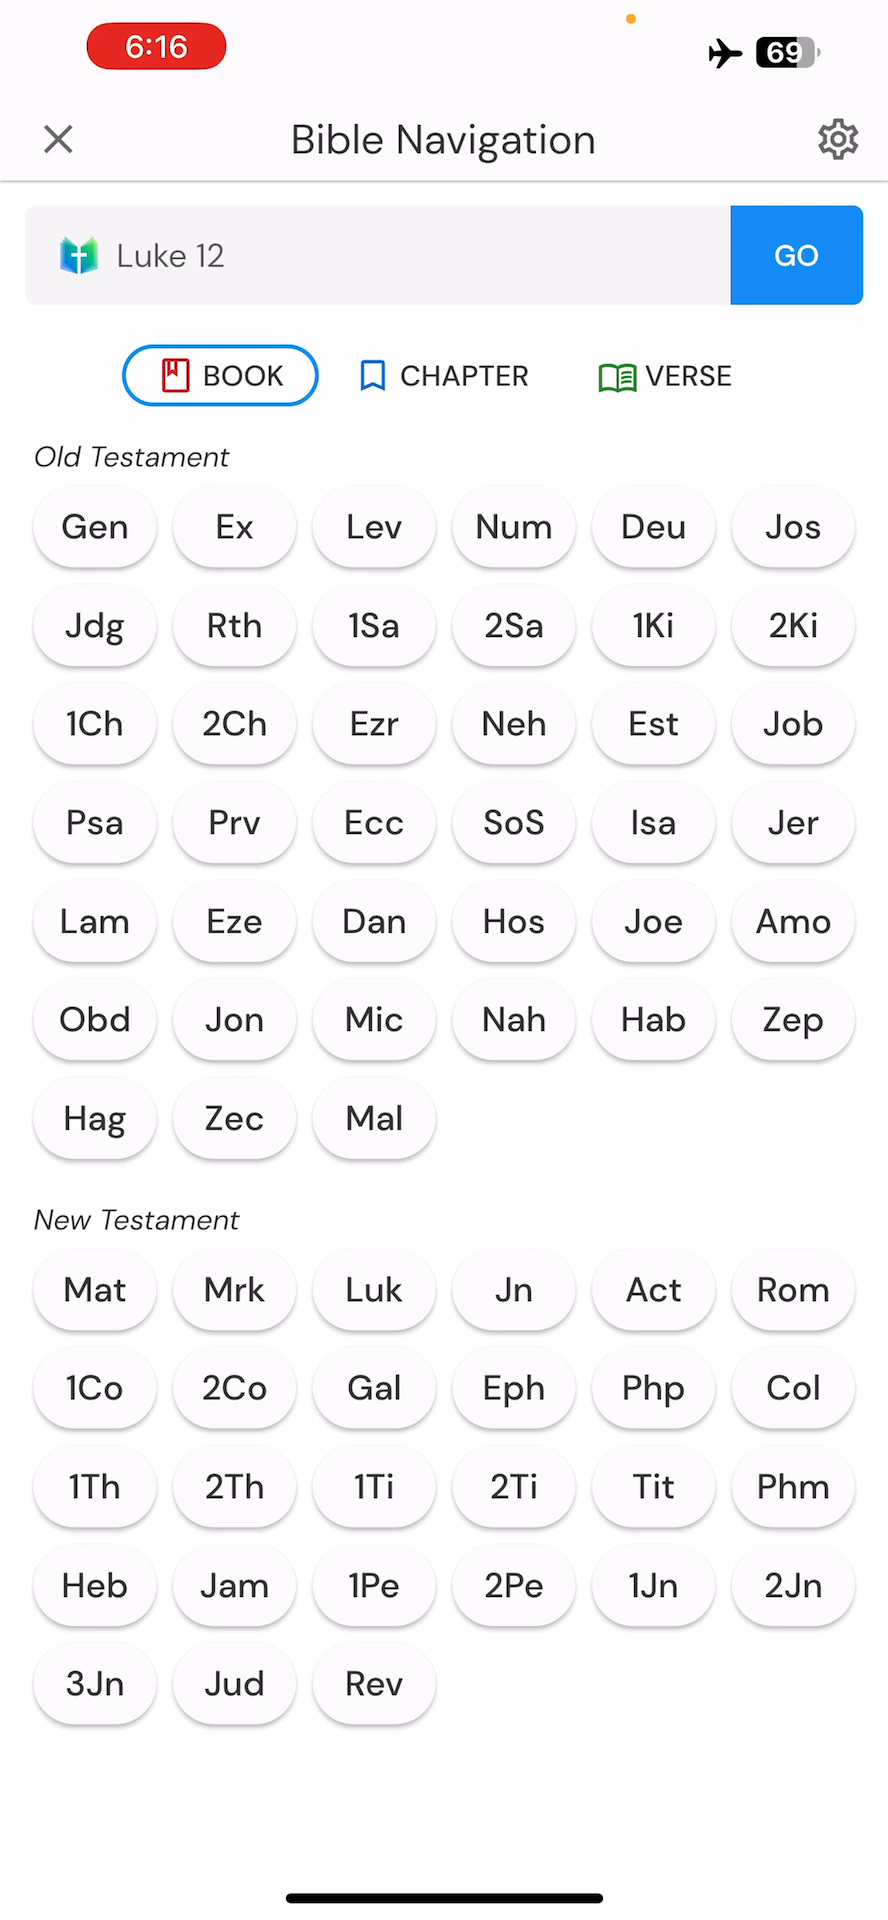 6:16
69
Bible Navigation
Luke 12
GO
BOOK CHAPTER VERSE
Old Testament
Gen Ex Lev Num Deu Jos
Jdg Rth 1Sa 2Sa 1Ki 2Ki
1Ch 2Ch Ezr Neh Est Job
Psa Prv Ecc SoS Isa Jer
Lam Eze Dan Hos Joe Amo
Obd Jon Mic Nah Hab Zep
Hag Zec Mal
New Testament
Mat Mrk Luk Jn Act Rom
1Co 2Co Gal Eph Php Col
1Th 2Th 1Ti 2Ti Tit Phm
Heb Jam 1Pe 2Pe 1Jn 2Jn
3Jn Jud Rev